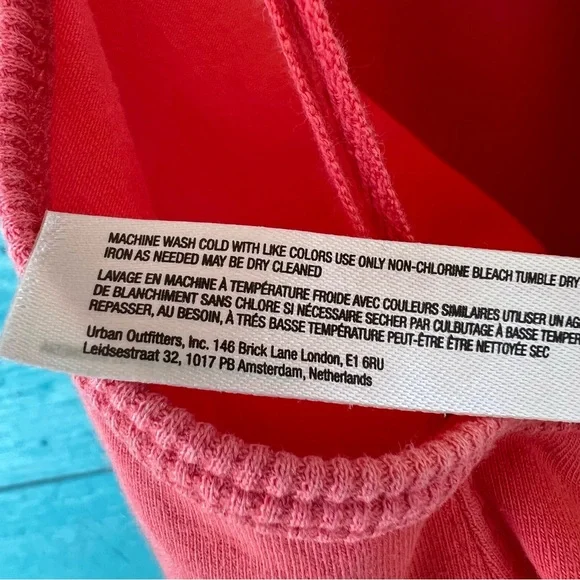 MACHINE WASH COLD WITH LIKE COLORS USE ONLY NON-CHLORINE BLEACH TUMBLE DRY
IRON AS NEEDED MAY BE DRY CLEANED
LAVAGE EN MACHINE À TEMPÉRATURE FROIDE AVEC COULEURS SIMILAIRES UTILISER UN AG
DE BLANCHIMENT SANS CHLORE SI NÉCESSAIRE SECHER PAR CULBUTAGE À BASSE TEMPER
REPASSER, AU BESOIN, À TRÉS BASSE TEMPÉRATURE PEUT-ÊTRE ÊTRE NETTOYÉE SEC
Urban Outfitters, Inc. 146 Brick Lane London, E1 6RU
Leidsestraat 32, 1017 PB Amsterdam, Netherlands